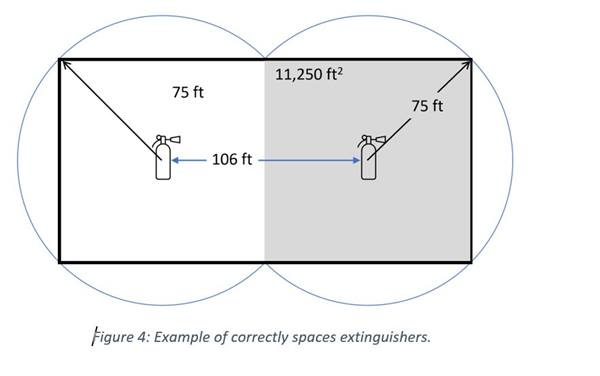 11,250 ft²
75 ft
75 ft
106 ft
Figure 4: Example of correctly spaces extinguishers.